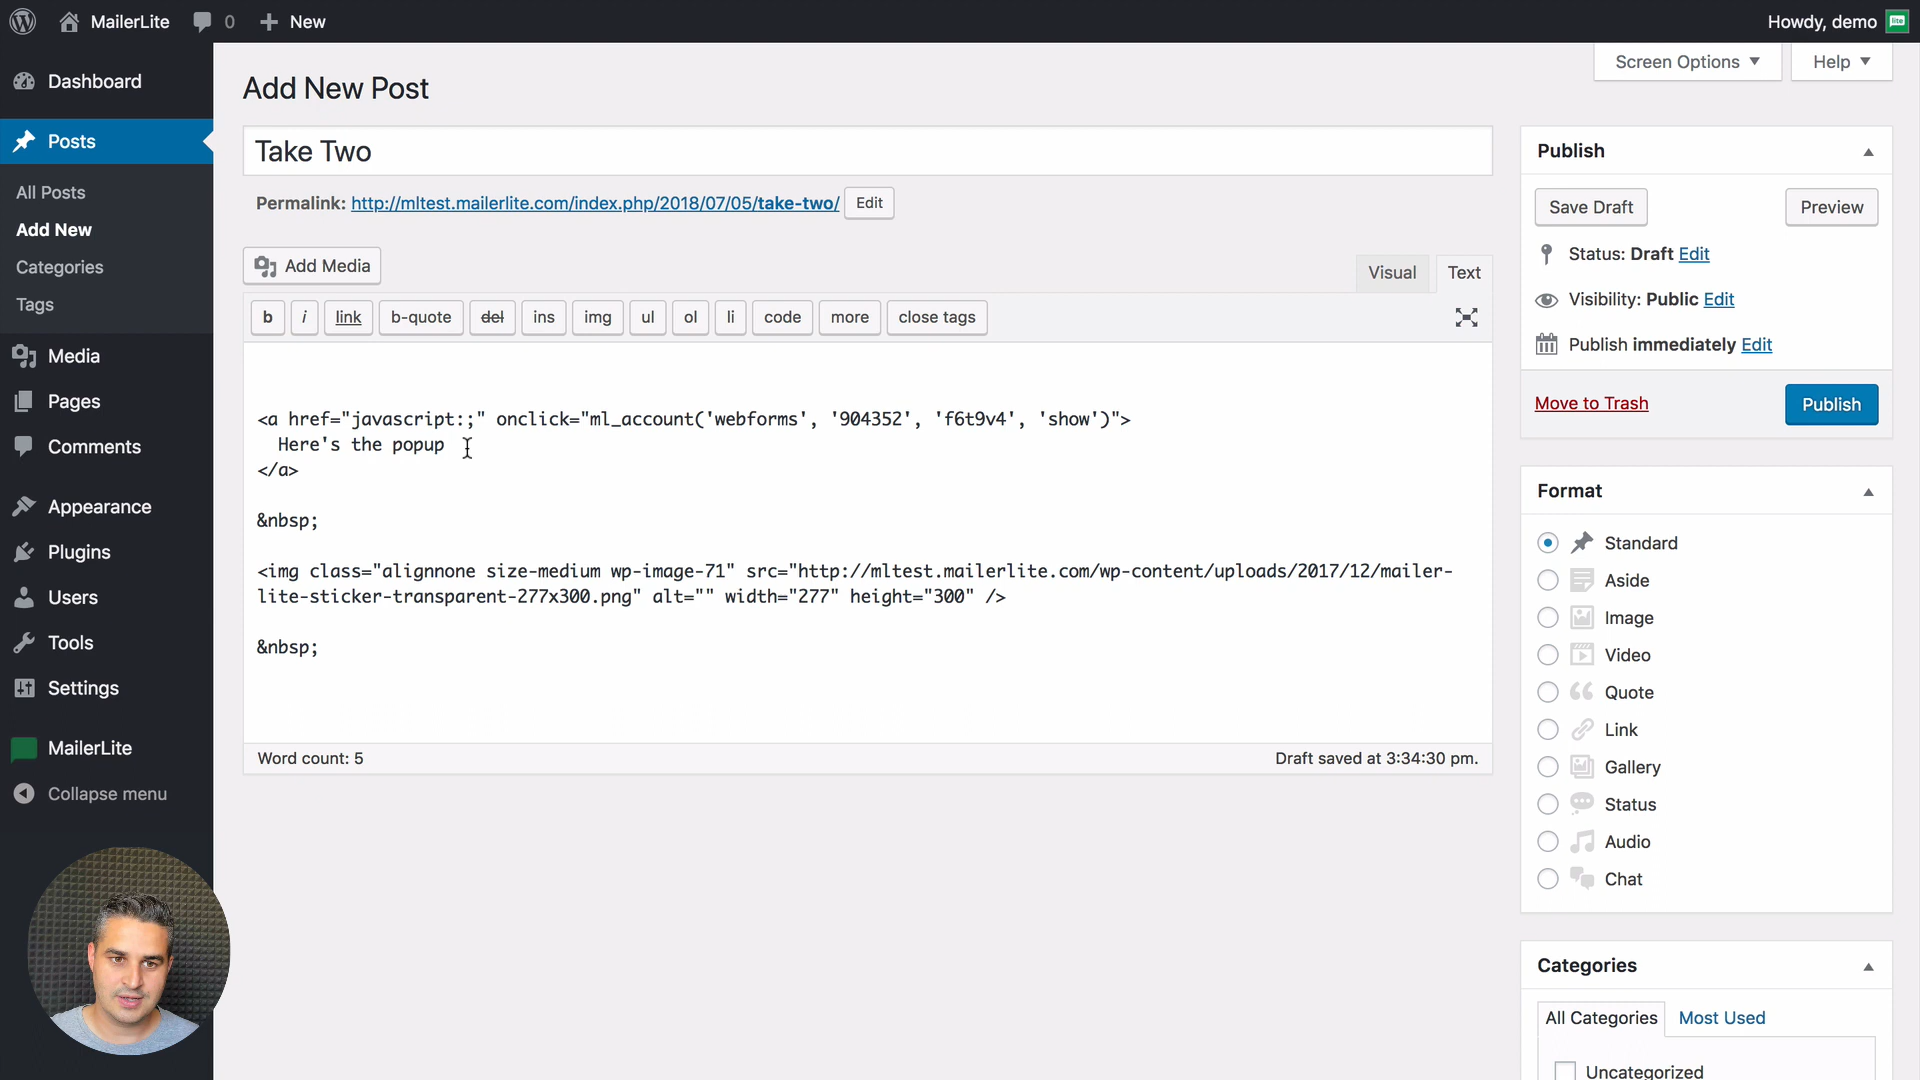 MailerLite
0
New
Howdy, demo
lite
Dashboard
Posts
All Posts
Add New
Categories
Tags
Media
Pages
Comments
Appearance
Plugins
Users
Tools
Settings
MailerLite
Collapse menu
Screen Options
Help
Add New Post
Take Two
Permalink: http://mltest.mailerlite.com/index.php/2018/07/05/take-two/ Edit
Add Media
Visual Text
b i link b-quote del ins img ul ol li code more close tags
<a href="javascript:;" onclick="ml_account('webforms', '904352', 'f6t9v4', 'show')">
Here's the popup
</a>
&nbsp;
<img class="alignnone size-medium wp-image-71" src="http://mltest.mailerlite.com/wp-content/uploads/2017/12/mailer-
lite-sticker-transparent-277x300.png" alt="" width="277" height="300" />
&nbsp;
Word count: 5
Draft saved at 3:34:30 pm.
Publish
Save Draft
Preview
Status: Draft Edit
Visibility: Public Edit
Publish immediately Edit
Move to Trash
Publish
Format
Standard
Aside
Image
Video
Quote
Link
Gallery
Status
Audio
Chat
Categories
All Categories
Most Used
Uncategorized